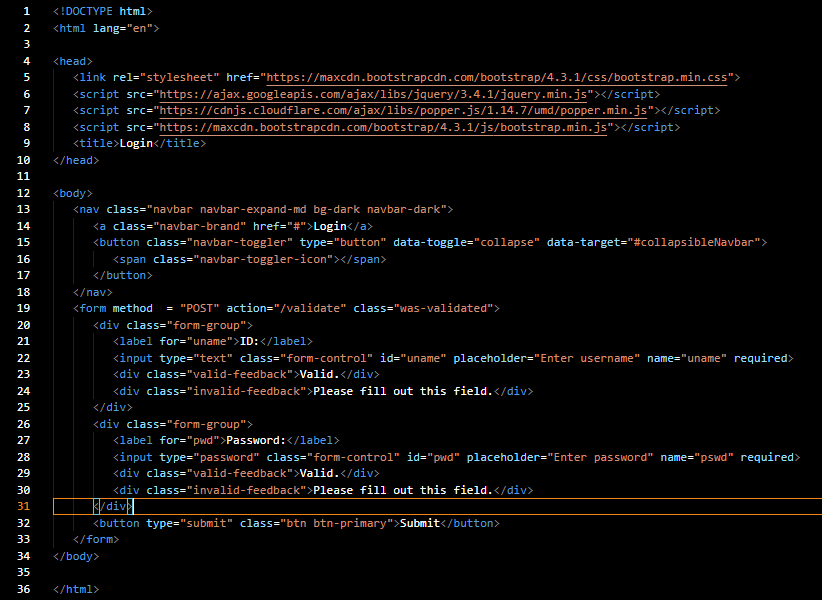 1 <!DOCTYPE html>
2 <html lang="en">
3
4 <head>
5 <link rel="stylesheet" href="https://maxcdn.bootstrapcdn.com/bootstrap/4.3.1/css/bootstrap.min.css">
6 <script src="https://ajax.googleapis.com/ajax/libs/jquery/3.4.1/jquery.min.js"></script>
7 <script src="https://cdnjs.cloudflare.com/ajax/libs/popper.js/1.14.7/umd/popper.min.js"></script>
8 <script src="https://maxcdn.bootstrapcdn.com/bootstrap/4.3.1/js/bootstrap.min.js"></script>
9 <title>Login</title>
10 </head>
11
12 <body>
13 <nav class="navbar navbar-expand-md bg-dark navbar-dark">
14 <a class="navbar-brand" href="#">Login</a>
15 <button class="navbar-toggler" type="button" data-toggle="collapse" data-target="#collapsibleNavbar">
16 <span class="navbar-toggler-icon"></span>
17 </button>
18 </nav>
19 <form method  = "POST" action="/validate" class="was-validated">
20 <div class="form-group">
21 <label for="uname">ID:</label>
22 <input type="text" class="form-control" id="uname" placeholder="Enter username" name="uname" required>
23 <div class="valid-feedback">Valid.</div>
24 <div class="invalid-feedback">Please fill out this field.</div>
25 </div>
26 <div class="form-group">
27 <label for="pwd">Password:</label>
28 <input type="password" class="form-control" id="pwd" placeholder="Enter password" name="pswd" required>
29 <div class="valid-feedback">Valid.</div>
30 <div class="invalid-feedback">Please fill out this field.</div>
31 </div>
32 <button type="submit" class="btn btn-primary">Submit</button>
33 </form>
34 </body>
35
36 </html>